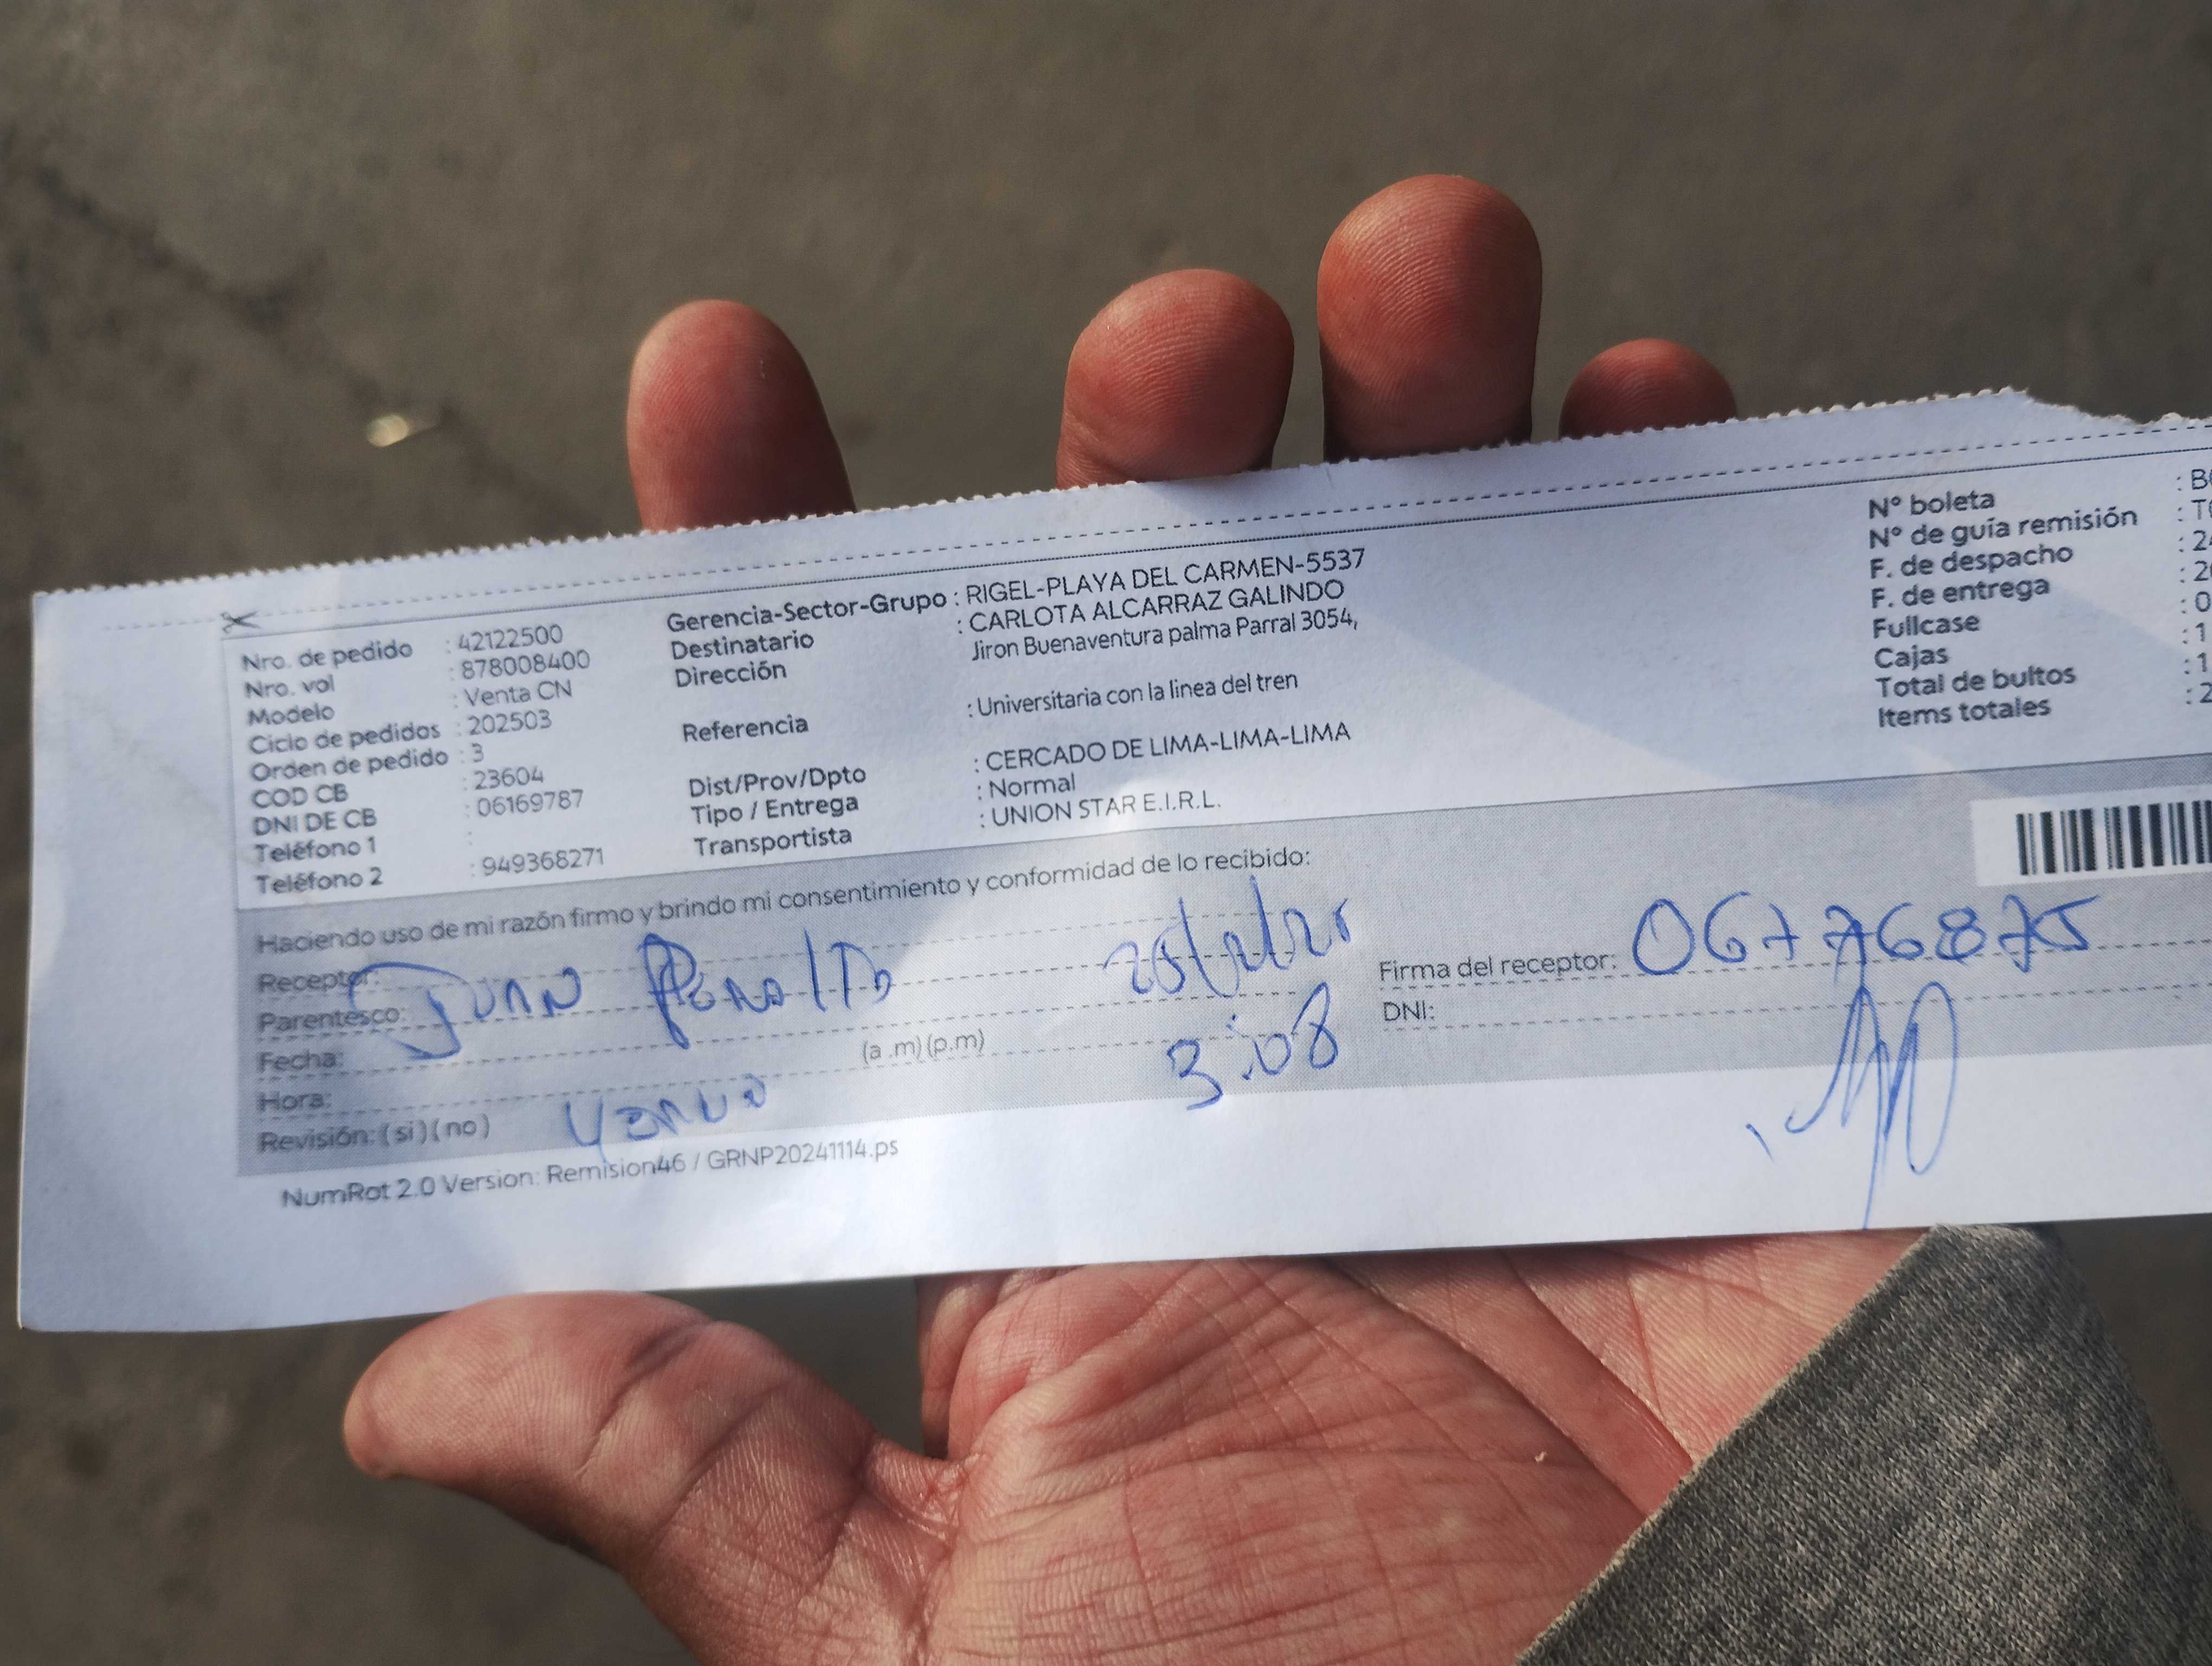 Nro. de pedido : 42122500
Nro. vol : 878008400
Modelo : Venta CN
Ciclo de pedidos : 202503
Orden de pedido : 3
COD CB : 23604
DNI DE CB : 06169787
Teléfono 1 :
Teléfono 2 : 949368271
Gerencia-Sector-Grupo : RIGEL-PLAYA DEL CARMEN-5537
Destinatario : CARLOTA ALCARRAZ GALINDO
Dirección Jiron Buenaventura palma Parral 3054,
Referencia : Universitaria con la linea del tren
Dist/Prov/Dpto : CERCADO DE LIMA-LIMA-LIMA
Tipo / Entrega : Normal
Transportista : UNION STAR E.I.R.L.
N° boleta
N° de guía remisión
F. de despacho
F. de entrega
Fullcase
Cajas
Total de bultos
Items totales
Haciendo uso de mi razón firmo y brindo mi consentimiento y conformidad de lo recibido:
Receptor:
Parentesco: Juan Peralta
Fecha:
Hora: (a .m) (p.m) 3:08
Revisión: ( si ) ( no ) Yerno
Firma del receptor: 06776875
DNI:
NumRot 2.0 Version: Remision46 / GRNP20241114.ps